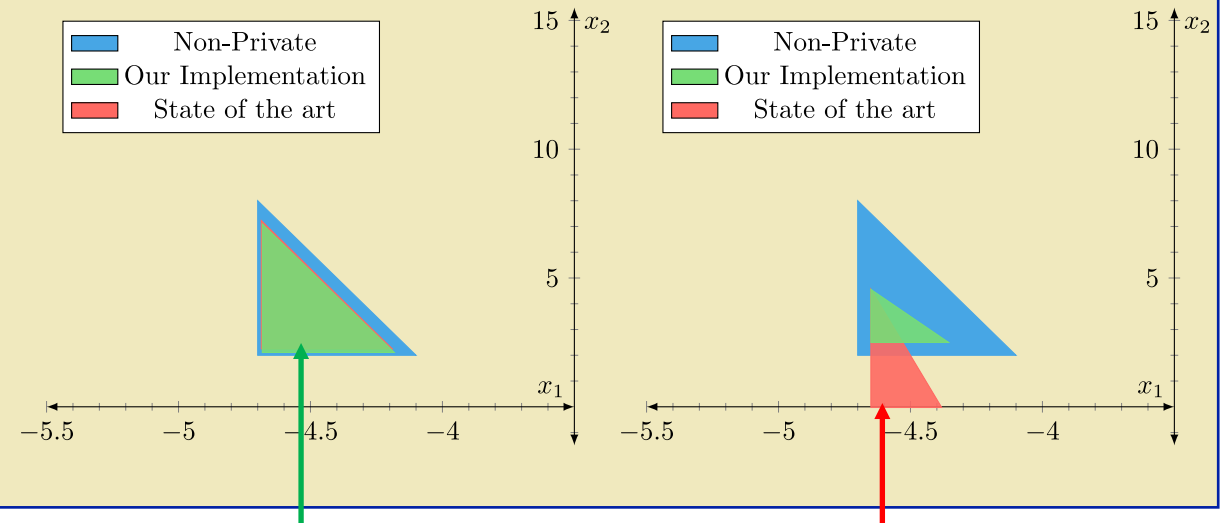 15
x₂
Non-Private
Our Implementation
State of the art
10
5
x₁
−5.5
−5
−4.5
−4
15
x₂
Non-Private
Our Implementation
State of the art
10
5
x₁
−5.5
−5
−4.5
−4